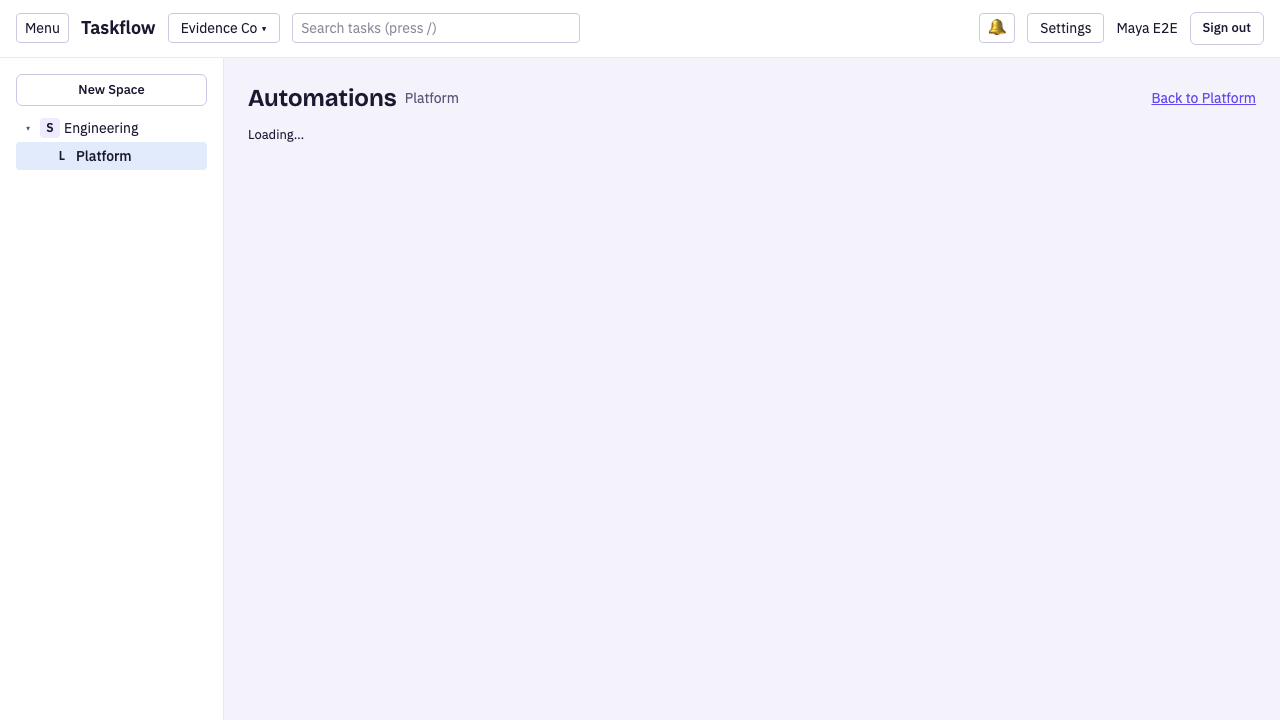 Menu
Taskflow
Evidence Co ▾
Search tasks (press /)
Settings
Maya E2E
Sign out
New Space
▾ S Engineering
L Platform
Automations Platform
Back to Platform
Loading…